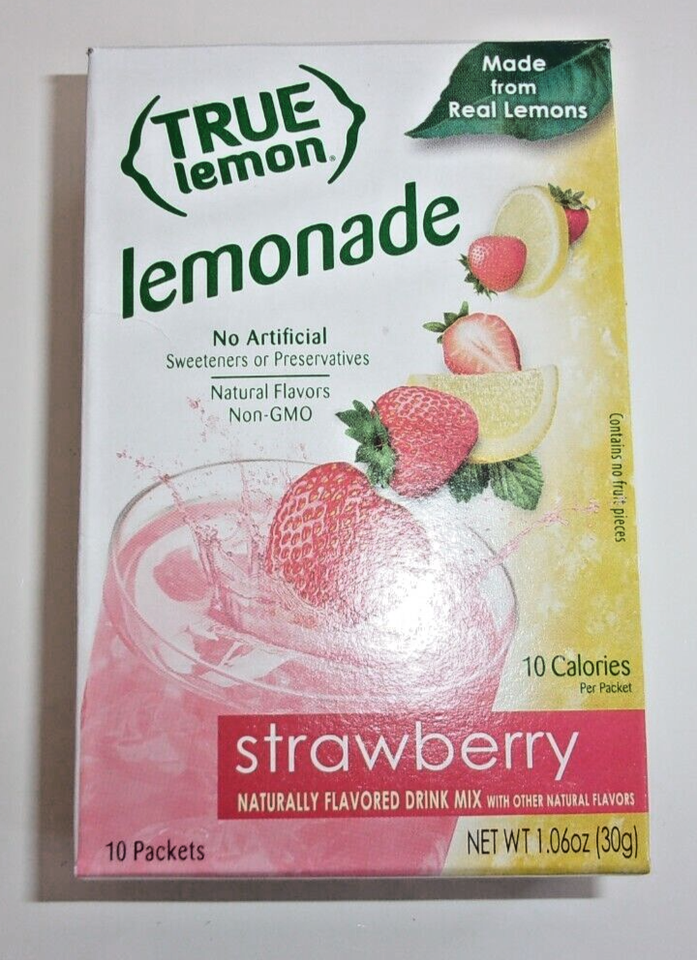 TRUE
lemon®
lemonade
Made
from
Real Lemons
No Artificial
Sweeteners or Preservatives
Natural Flavors
Non-GMO
Contains no fruit pieces
10 Calories
Per Packet
strawberry
NATURALLY FLAVORED DRINK MIX WITH OTHER NATURAL FLAVORS
10 Packets
NET WT 1.06oz (30g)